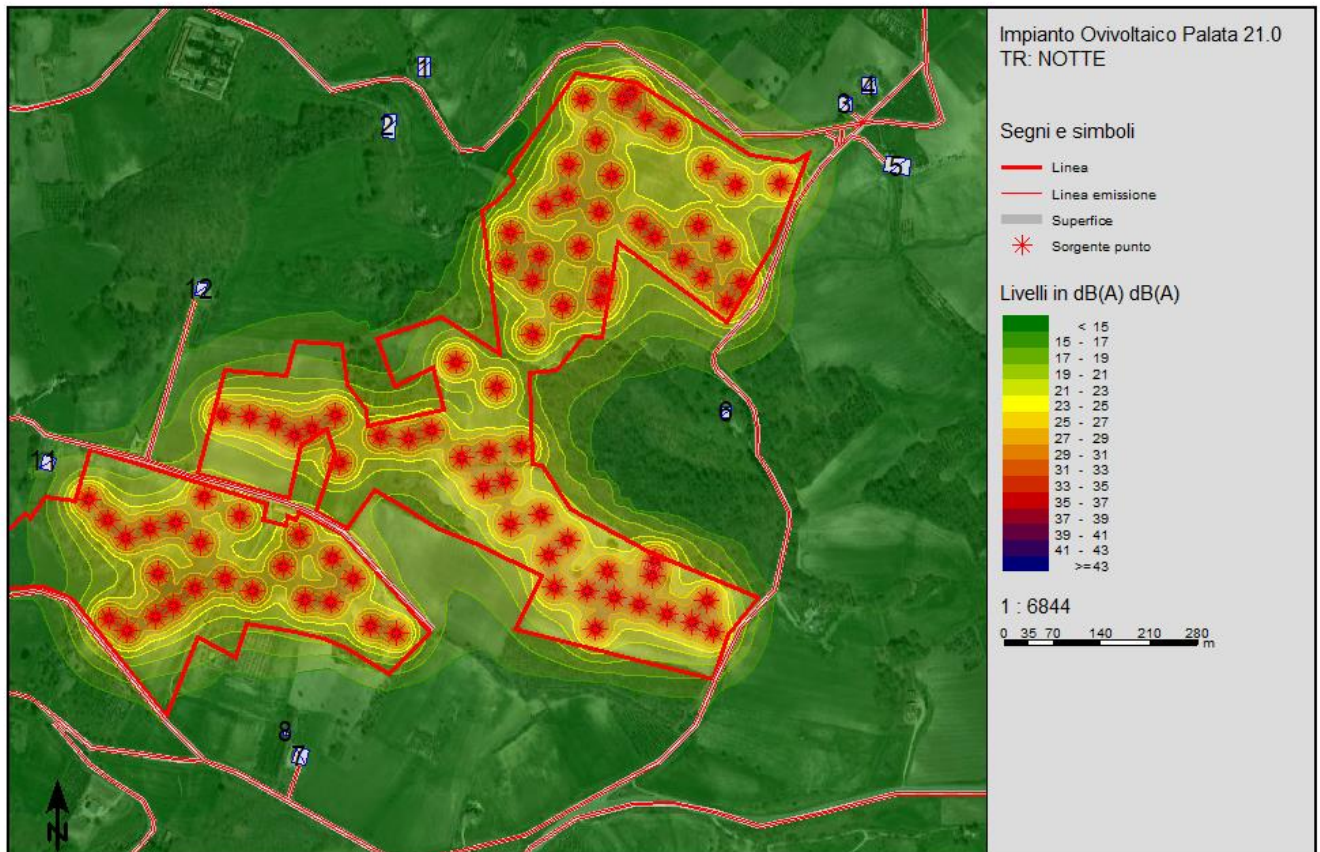 Impianto Ovivoltaico Palata 21.0
TR: NOTTE
Segni e simboli
Linea
Linea emissione
Superfice
Sorgente punto
Livelli in dB(A) dB(A)
< 15
15 - 17
17 - 19
19 - 21
21 - 23
23 - 25
25 - 27
27 - 29
29 - 31
31 - 33
33 - 35
35 - 37
37 - 39
39 - 41
41 - 43
>=43
1 : 6844
0 35 70 140 210 280
m
1
2
3
4
5
12
6
11
8
7
N